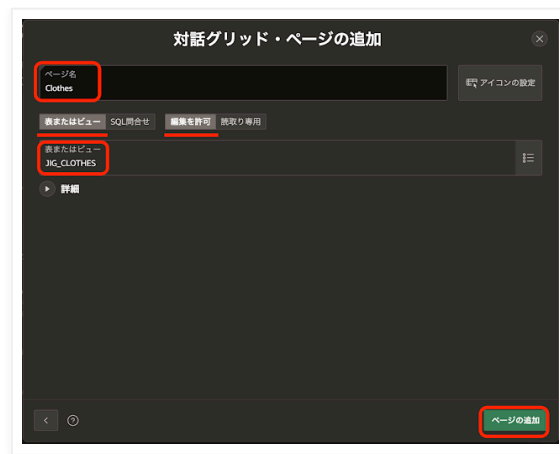 対話グリッド・ページの追加
ページ名
Clothes
アイコンの設定
表またはビュー SQL問合せ 編集を許可 読取り専用
表またはビュー
JIG_CLOTHES
詳細
ページの追加